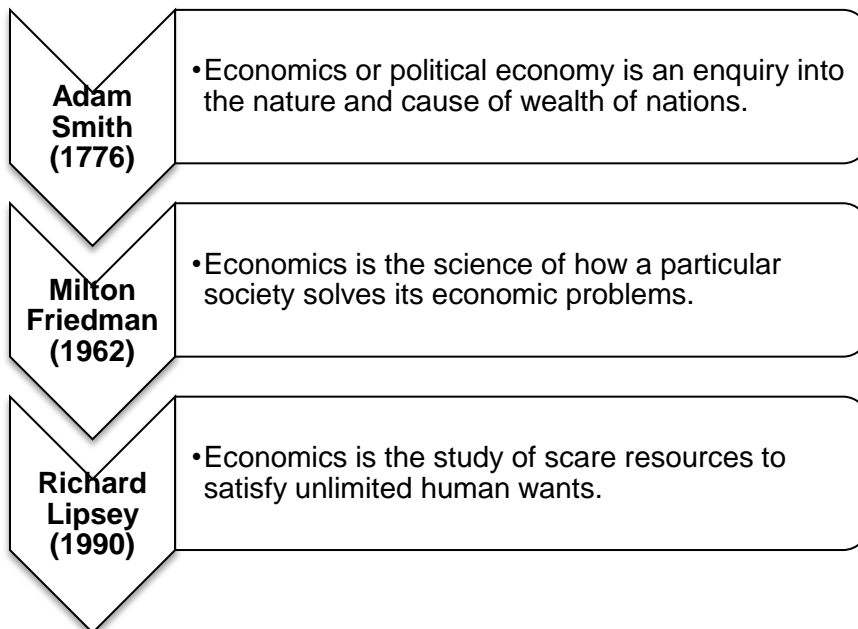 Adam
Smith
(1776)
•Economics or political economy is an enquiry into
the nature and cause of wealth of nations.
Milton
Friedman
(1962)
•Economics is the science of how a particular
society solves its economic problems.
Richard
Lipsey
(1990)
•Economics is the study of scare resources to
satisfy unlimited human wants.